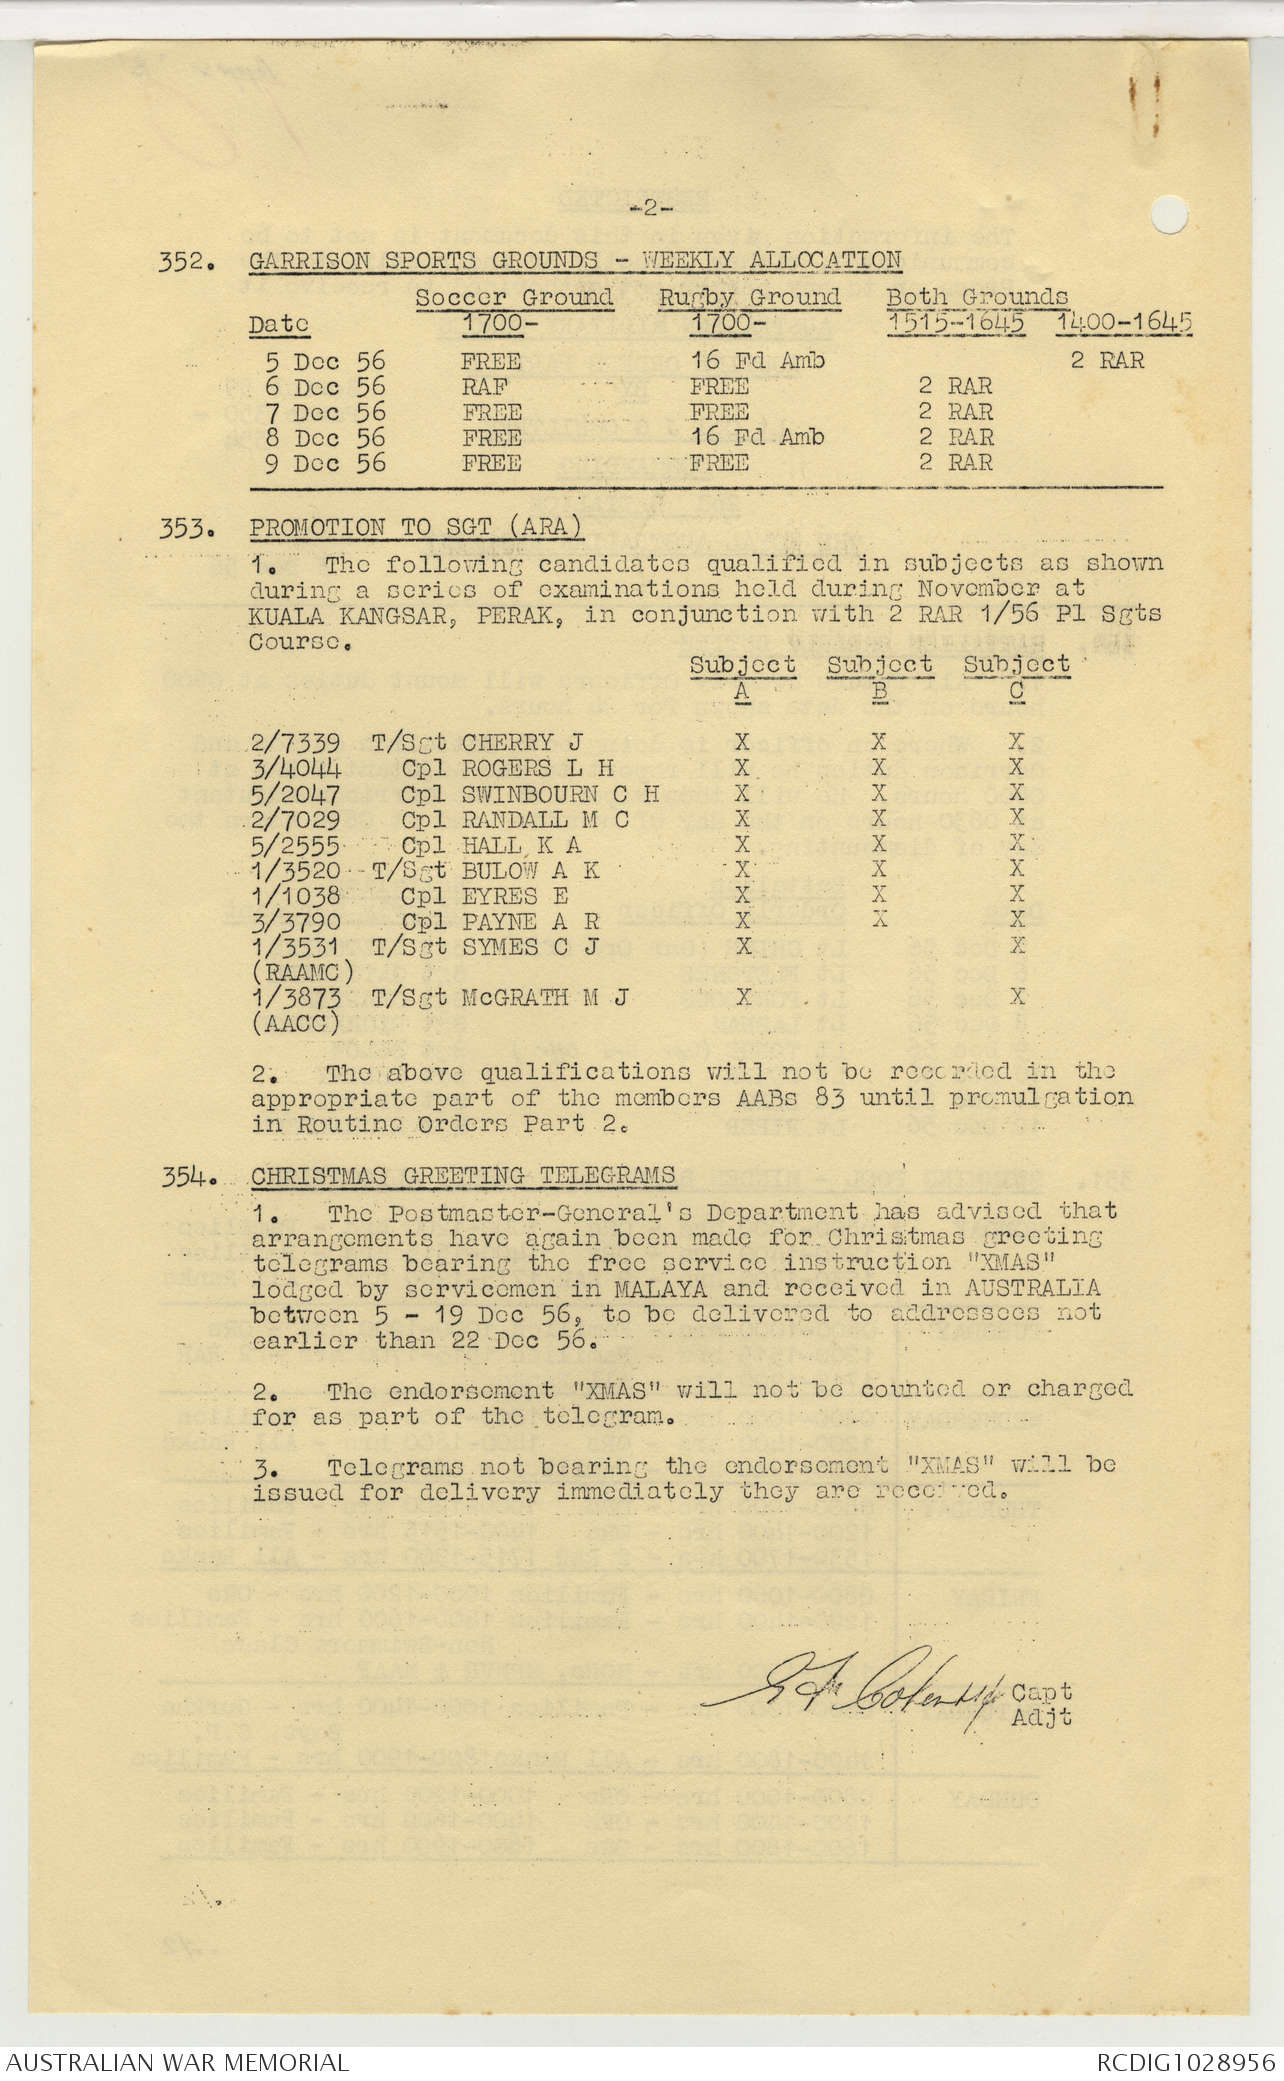 -2-
352. GARRISON SPORTS GROUNDS - WEEKLY ALLOCATION
Soccer Ground Rugby Ground Both Grounds
Date 1700- 1700- 1515-1645 1400-1645
5 Dec 56 FREE 16 Fd Amb 2 RAR
6 Dec 56 RAF FREE 2 RAR
7 Dec 56 FREE FREE 2 RAR
8 Dec 56 FREE 16 Fd Amb 2 RAR
9 Dec 56 FREE FREE 2 RAR
353. PROMOTION TO SGT (ARA)
1. The following candidates qualified in subjects as shown
during a series of examinations held during November at
KUALA KANGSAR, PERAK, in conjunction with 2 RAR 1/56 Pl Sgts
Course.
Subject Subject Subject
A B C
2/7339 T/Sgt CHERRY J X X X
3/4044 Cpl ROGERS L H X X X
5/2047 Cpl SWINBOURN C H X X X
2/7029 Cpl RANDALL M C X X X
5/2555 Cpl HALL K A X X X
1/3520 T/Sgt BULOW A K X X X
1/1038 Cpl EYRES E X X X
3/3790 Cpl PAYNE A R X X X
1/3531 T/Sgt SYMES C J X X
(RAAMC)
1/3873 T/Sgt McGRATH M J X X
(AACC)
2. The above qualifications will not be recorded in the
appropriate part of the members AABs 83 until promulgation
in Routine Orders Part 2.
354. CHRISTMAS GREETING TELEGRAMS
1. The Postmaster-General's Department has advised that
arrangements have again been made for Christmas greeting
telegrams bearing the free service instruction "XMAS"
lodged by servicemen in MALAYA and received in AUSTRALIA
between 5 - 19 Dec 56, to be delivered to addressees not
earlier than 22 Dec 56.
2. The endorsement "XMAS" will not be counted or charged
for as part of the telegram.
3. Telegrams not bearing the endorsement "XMAS" will be
issued for delivery immediately they are received.
Capt
Adjt
AUSTRALIAN WAR MEMORIAL RCDIG1028956